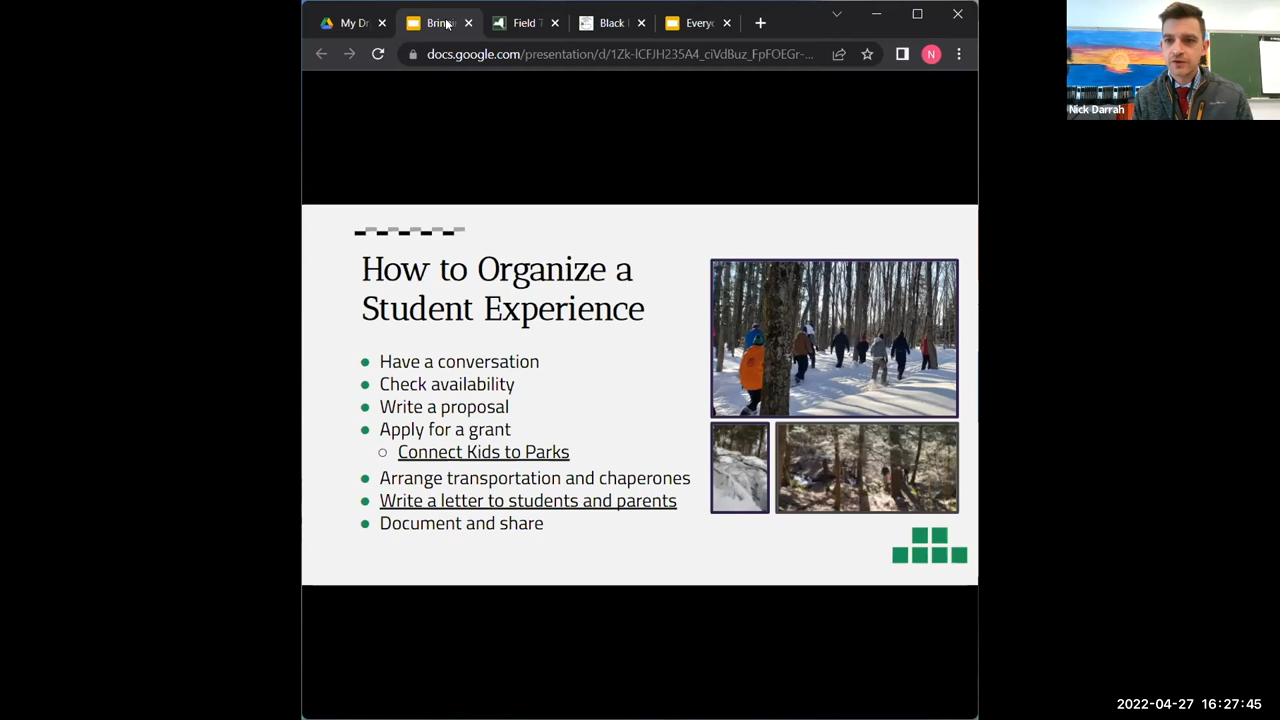 My Dr
Bringi
Field T
Black
Every
docs.google.com/presentation/d/1Zk-lCFJH235A4_ciVdBuz_FpFOEGr-...
N
Nick Darrah
How to Organize a
Student Experience
Have a conversation
Check availability
Write a proposal
Apply for a grant
Connect Kids to Parks
Arrange transportation and chaperones
Write a letter to students and parents
Document and share
2022-04-27 16:27:45